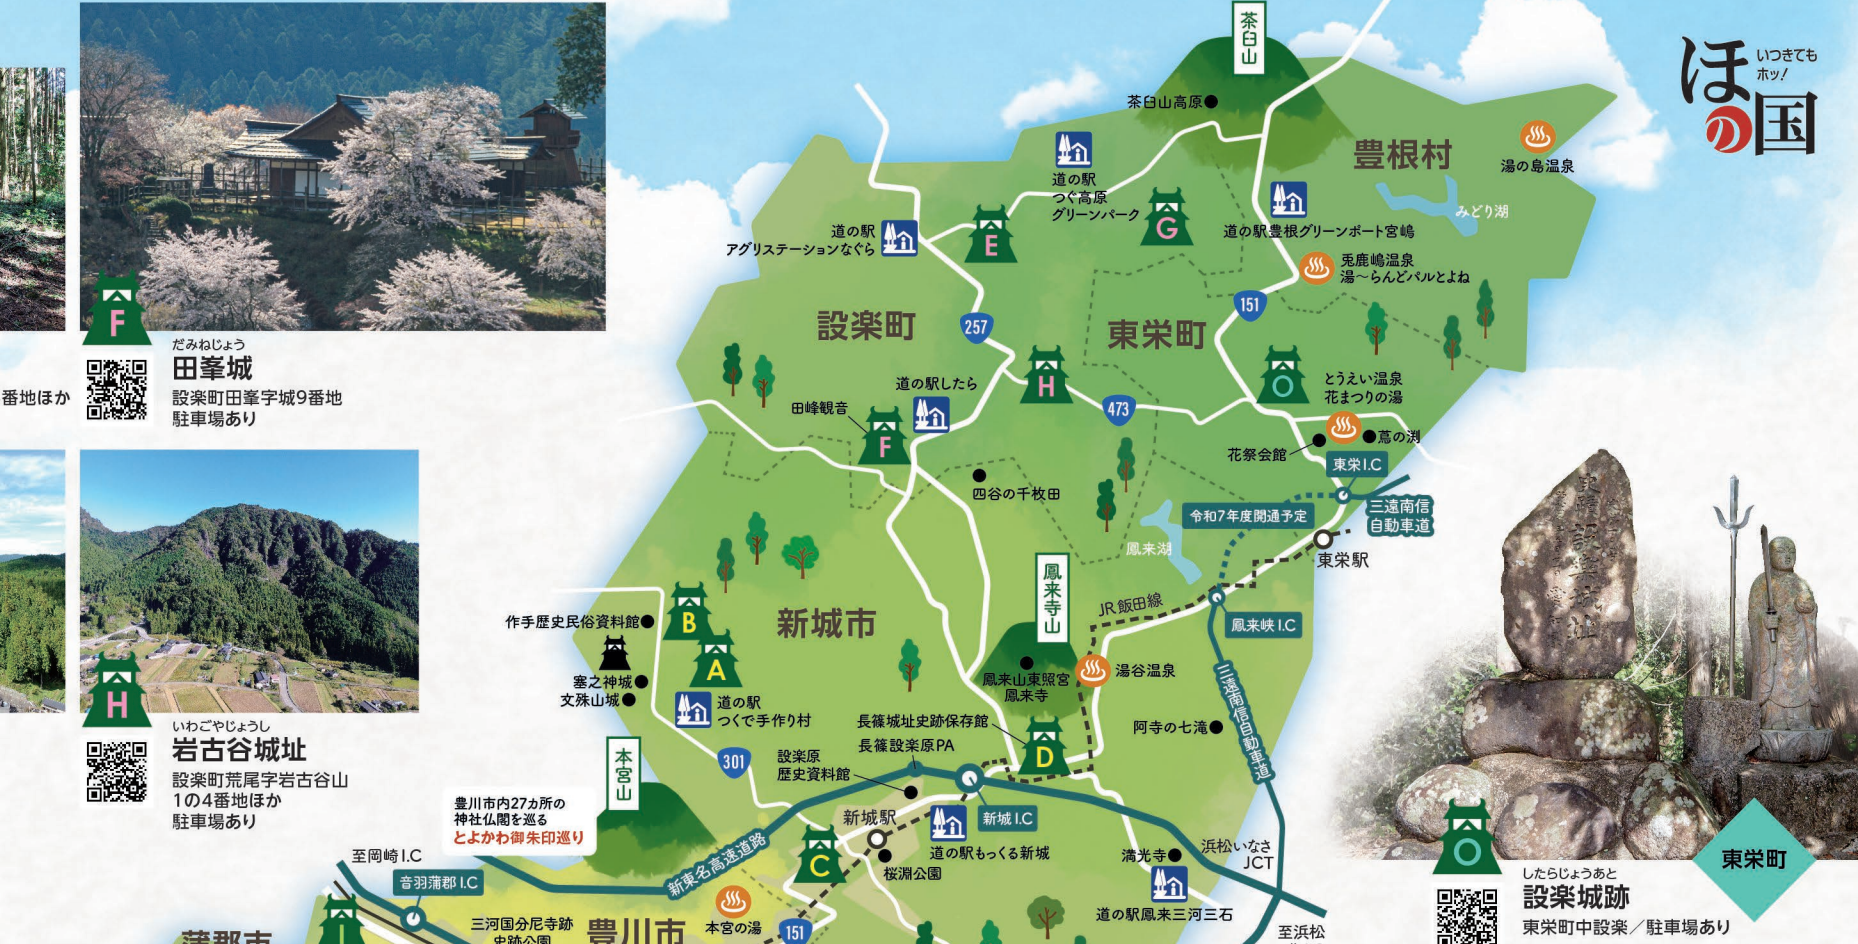 ほの国
いつきても
ホッ!
茶臼山
茶臼山高原
豊根村
湯の島温泉
みどり湖
道の駅
つぐ高原
グリーンパーク
G
道の駅豊根グリーンポート宮嶋
道の駅
アグリステーションなぐら
E
兎鹿嶋温泉
湯〜らんどパルとよね
151
設楽町
257
東栄町
道の駅したら
H
O
とうえい温泉
花まつりの湯
田峰観音
F
473
花祭会館
蔦の渕
東栄I.C
四谷の千枚田
令和7年度開通予定
三遠南信
自動車道
鳳来湖
東栄駅
鳳来寺山
JR飯田線
鳳来峡I.C
作手歴史民俗資料館
B
新城市
A
塞之神城
文殊山城
鳳来山東照宮
鳳来寺
湯谷温泉
三遠南信自動車道
道の駅
つくで手作り村
長篠城址史跡保存館
阿寺の七滝
長篠設楽原PA
D
本宮山
301
設楽原
歴史資料館
新城駅
新城I.C
豊川市内27ヵ所の
神社仏閣を巡る
とよかわ御朱印巡り
新東名高速道路
C
道の駅もっくる新城
桜淵公園
満光寺
浜松いなさ
JCT
至岡崎I.C
音羽蒲郡I.C
道の駅鳳来三河三石
三河国分尼寺跡
史跡公園
豊川市
本宮の湯
151
至浜松
蒲郡市
I
F
だみねじょう
田峯城
設楽町田峯字城9番地
駐車場あり
番地ほか
H
いわごやじょうし
岩古谷城址
設楽町荒尾字岩古谷山
1の4番地ほか
駐車場あり
O
したらじょうあと
設楽城跡
東栄町中設楽／駐車場あり
東栄町